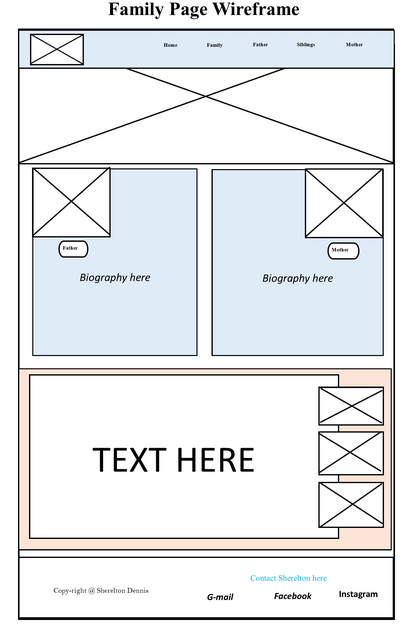 Family Page Wireframe
Home Family Father Siblings Mother
Father
Mother
Biography here
Biography here
TEXT HERE
Contact Sherelton here
Copy-right @ Sherelton Dennis
G-mail Facebook Instagram